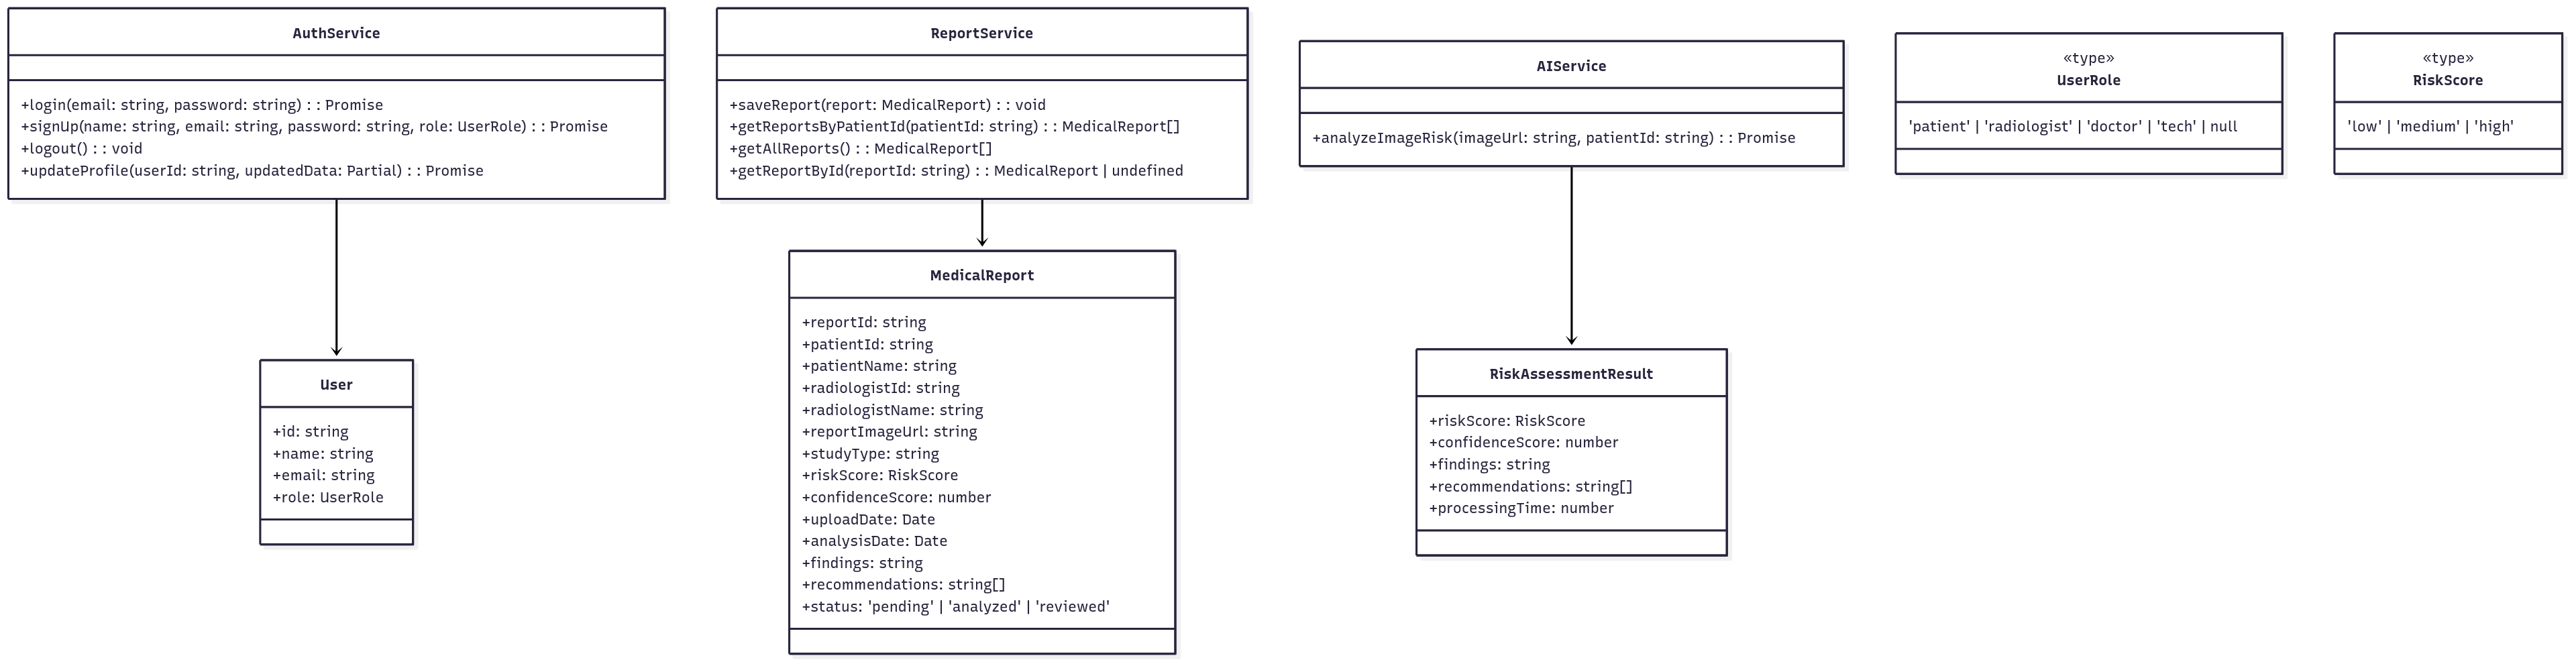 AuthService
+login(email: string, password: string) : : Promise
+signUp(name: string, email: string, password: string, role: UserRole) : : Promise
+logout() : : void
+updateProfile(userId: string, updatedData: Partial) : : Promise
User
+id: string
+name: string
+email: string
+role: UserRole
ReportService
+saveReport(report: MedicalReport) : : void
+getReportsByPatientId(patientId: string) : : MedicalReport[]
+getAllReports() : : MedicalReport[]
+getReportById(reportId: string) : : MedicalReport | undefined
MedicalReport
+reportId: string
+patientId: string
+patientName: string
+radiologistId: string
+radiologistName: string
+reportImageUrl: string
+studyType: string
+riskScore: RiskScore
+confidenceScore: number
+uploadDate: Date
+analysisDate: Date
+findings: string
+recommendations: string[]
+status: 'pending' | 'analyzed' | 'reviewed'
AIService
+analyzeImageRisk(imageUrl: string, patientId: string) : : Promise
RiskAssessmentResult
+riskScore: RiskScore
+confidenceScore: number
+findings: string
+recommendations: string[]
+processingTime: number
«type»
UserRole
'patient' | 'radiologist' | 'doctor' | 'tech' | null
«type»
RiskScore
'low' | 'medium' | 'high'